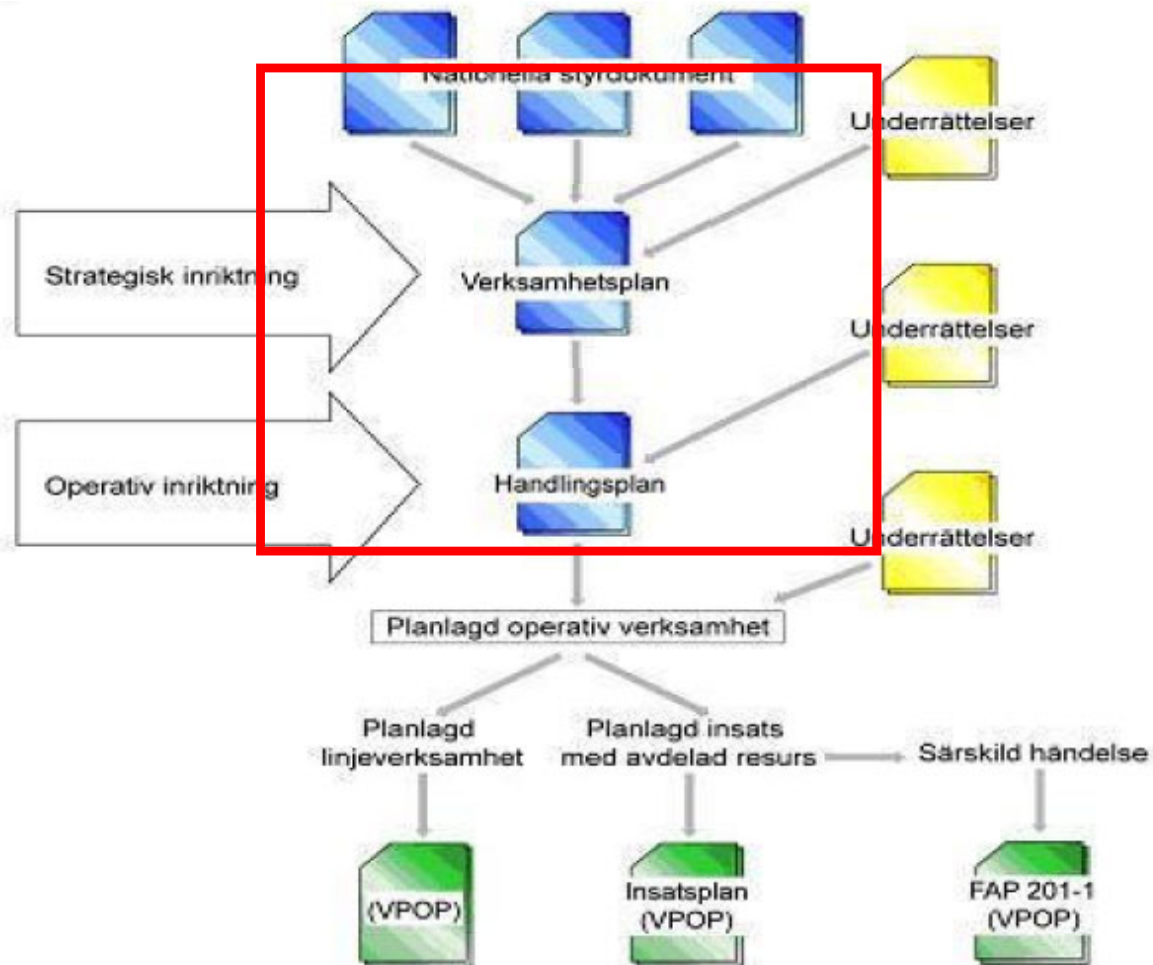 Nationella styrdokument
Underrättelser
Strategisk inriktning
Verksamhetsplan
Underrättelser
Operativ inriktning
Handlingsplan
Underrättelser
Planlagd operativ verksamhet
Planlagd
linjeverksamhet
Planlagd insats
med avdelad resurs
Särskild händelse
(VPOP)
Insatsplan
(VPOP)
FAP 201-1
(VPOP)